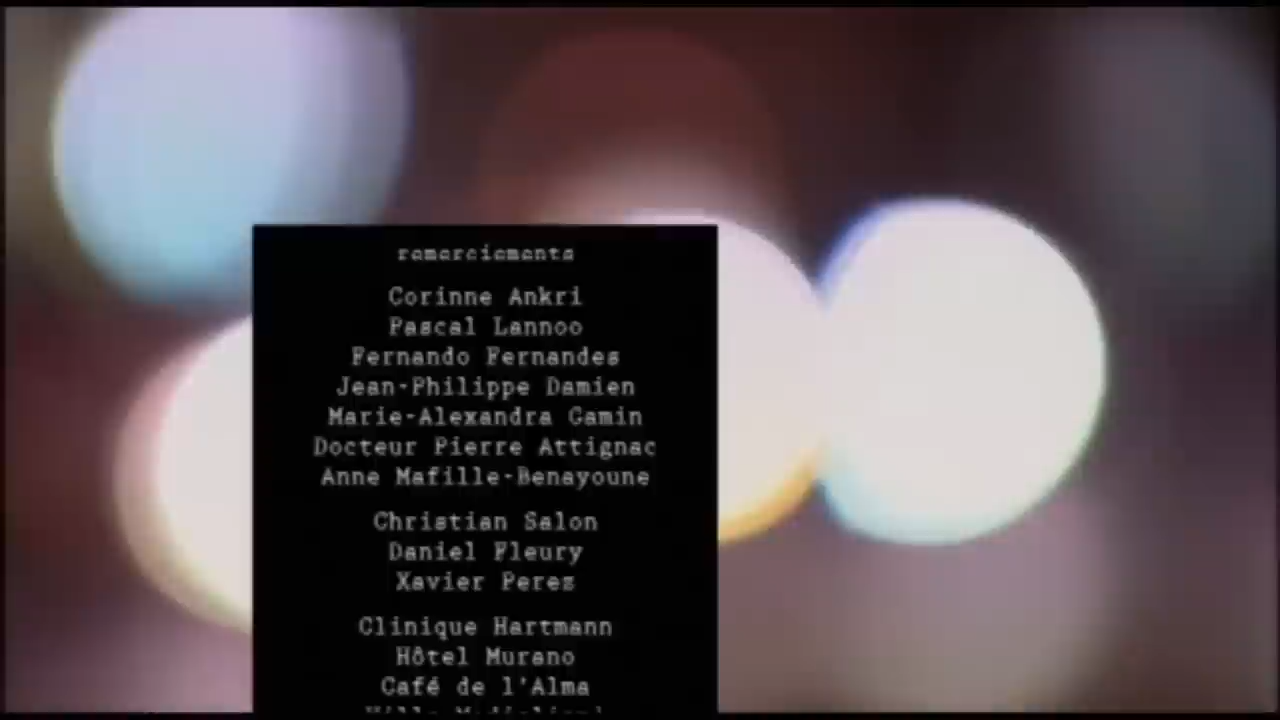 remerciements
Corinne Ankri
Pascal Lannoo
Fernando Fernandes
Jean-Philippe Damien
Marie-Alexandra Gamin
Docteur Pierre Attignac
Anne Mafille-Benayoune
Christian Salon
Daniel Fleury
Xavier Perez
Clinique Hartmann
Hôtel Murano
Café de l'Alma